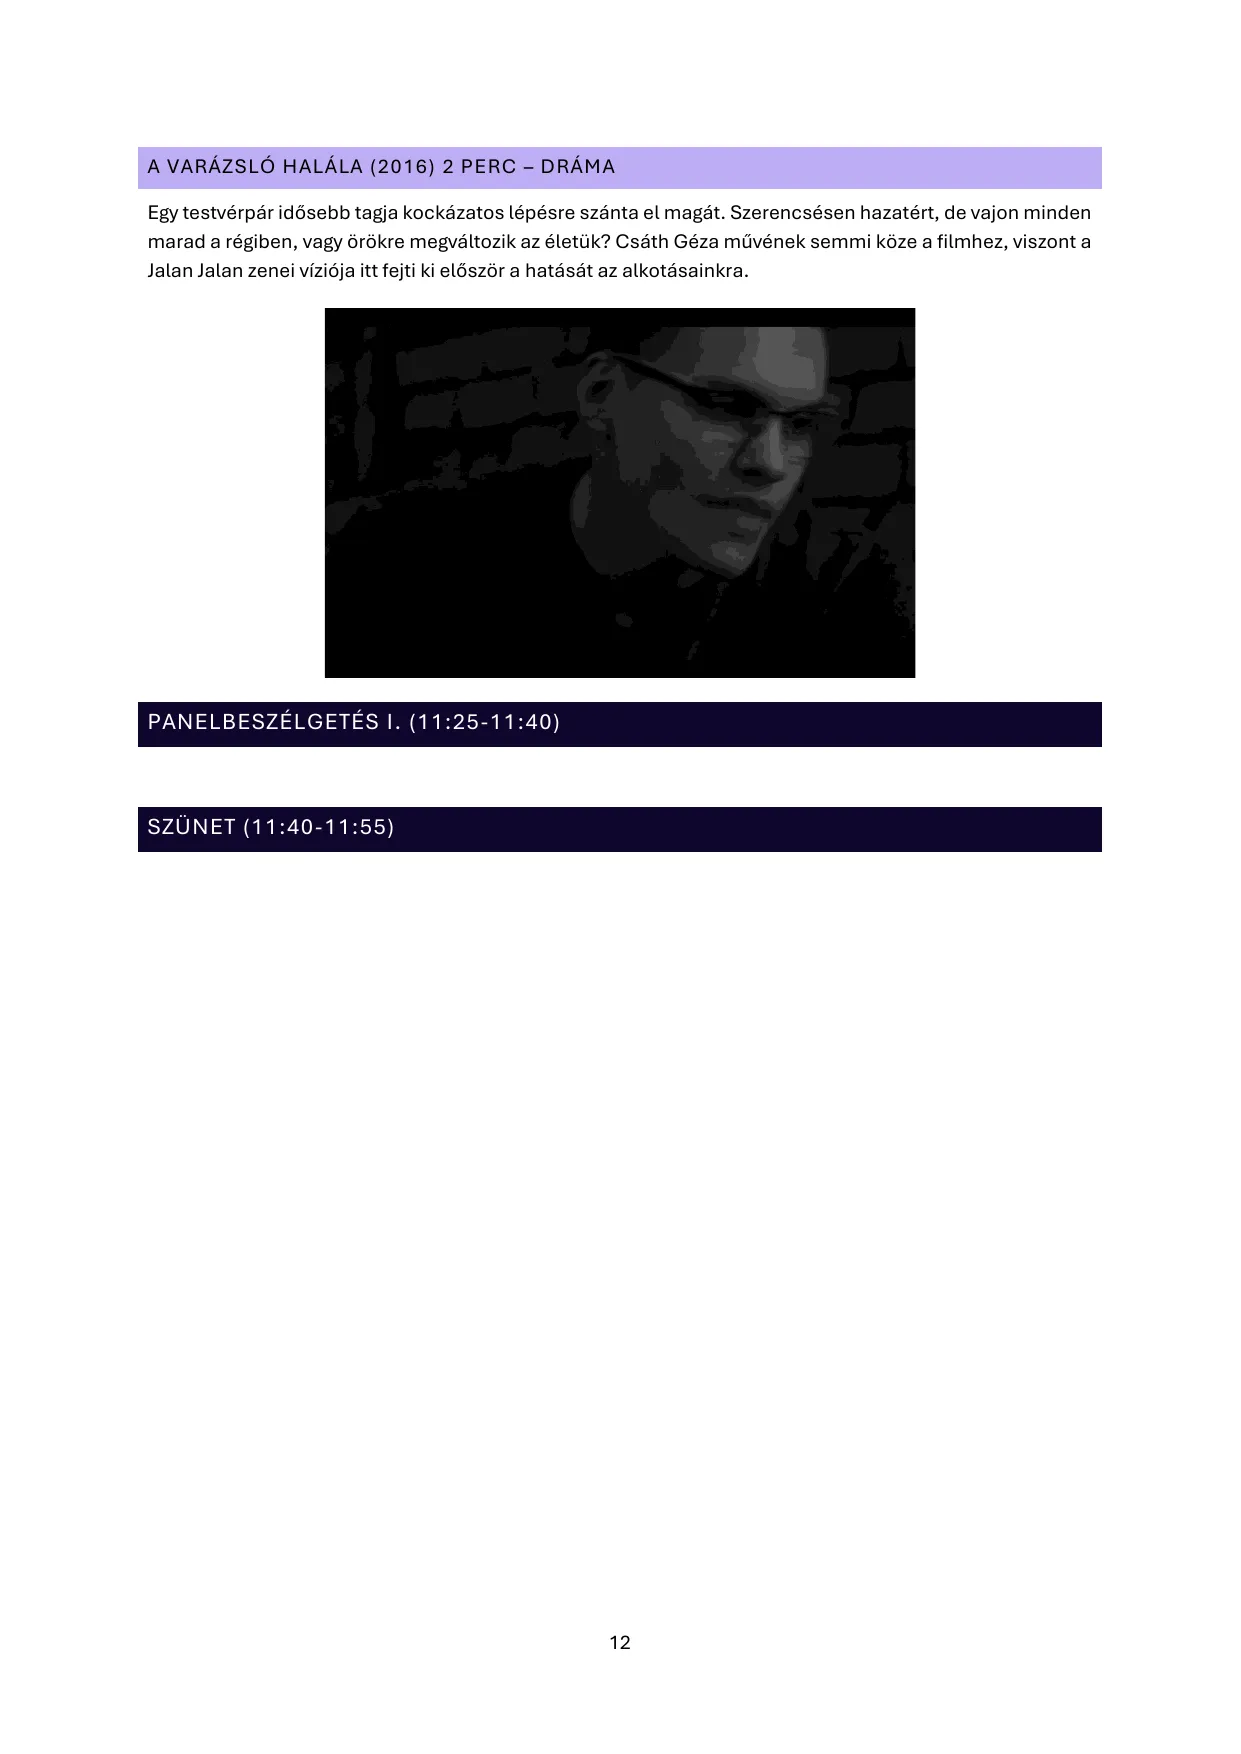 A VARÁZSLÓ HALÁLA (2016) 2 PERC – DRÁMA
Egy testvérpár idősebb tagja kockázatos lépésre szánta el magát. Szerencsésen hazatért, de vajon minden
marad a régiben, vagy örökre megváltozik az életük? Csáth Géza művének semmi köze a filmhez, viszont a
Jalan Jalan zenei víziója itt fejti ki először a hatását az alkotásainkra.
PANELBESZÉLGETÉS I. (11:25-11:40)
SZÜNET (11:40-11:55)
12